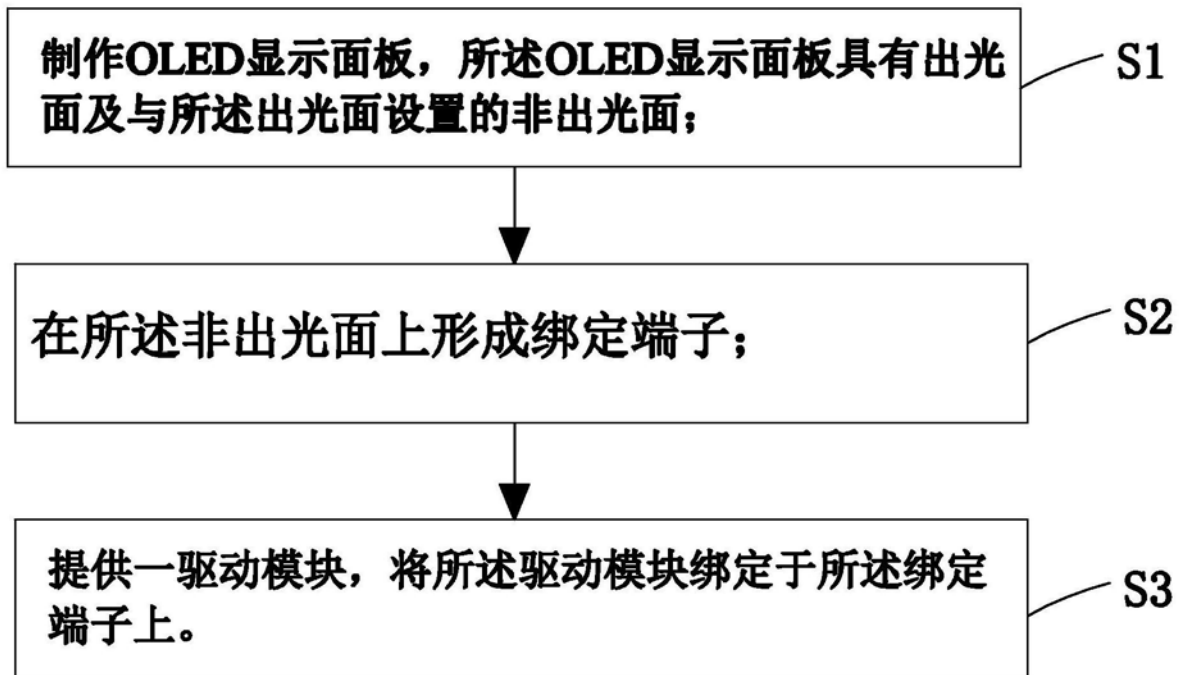 制作OLED显示面板，所述OLED显示面板具有出光
面及与所述出光面设置的非出光面；
S1
在所述非出光面上形成绑定端子；
S2
提供一驱动模块，将所述驱动模块绑定于所述绑定
端子上。
S3